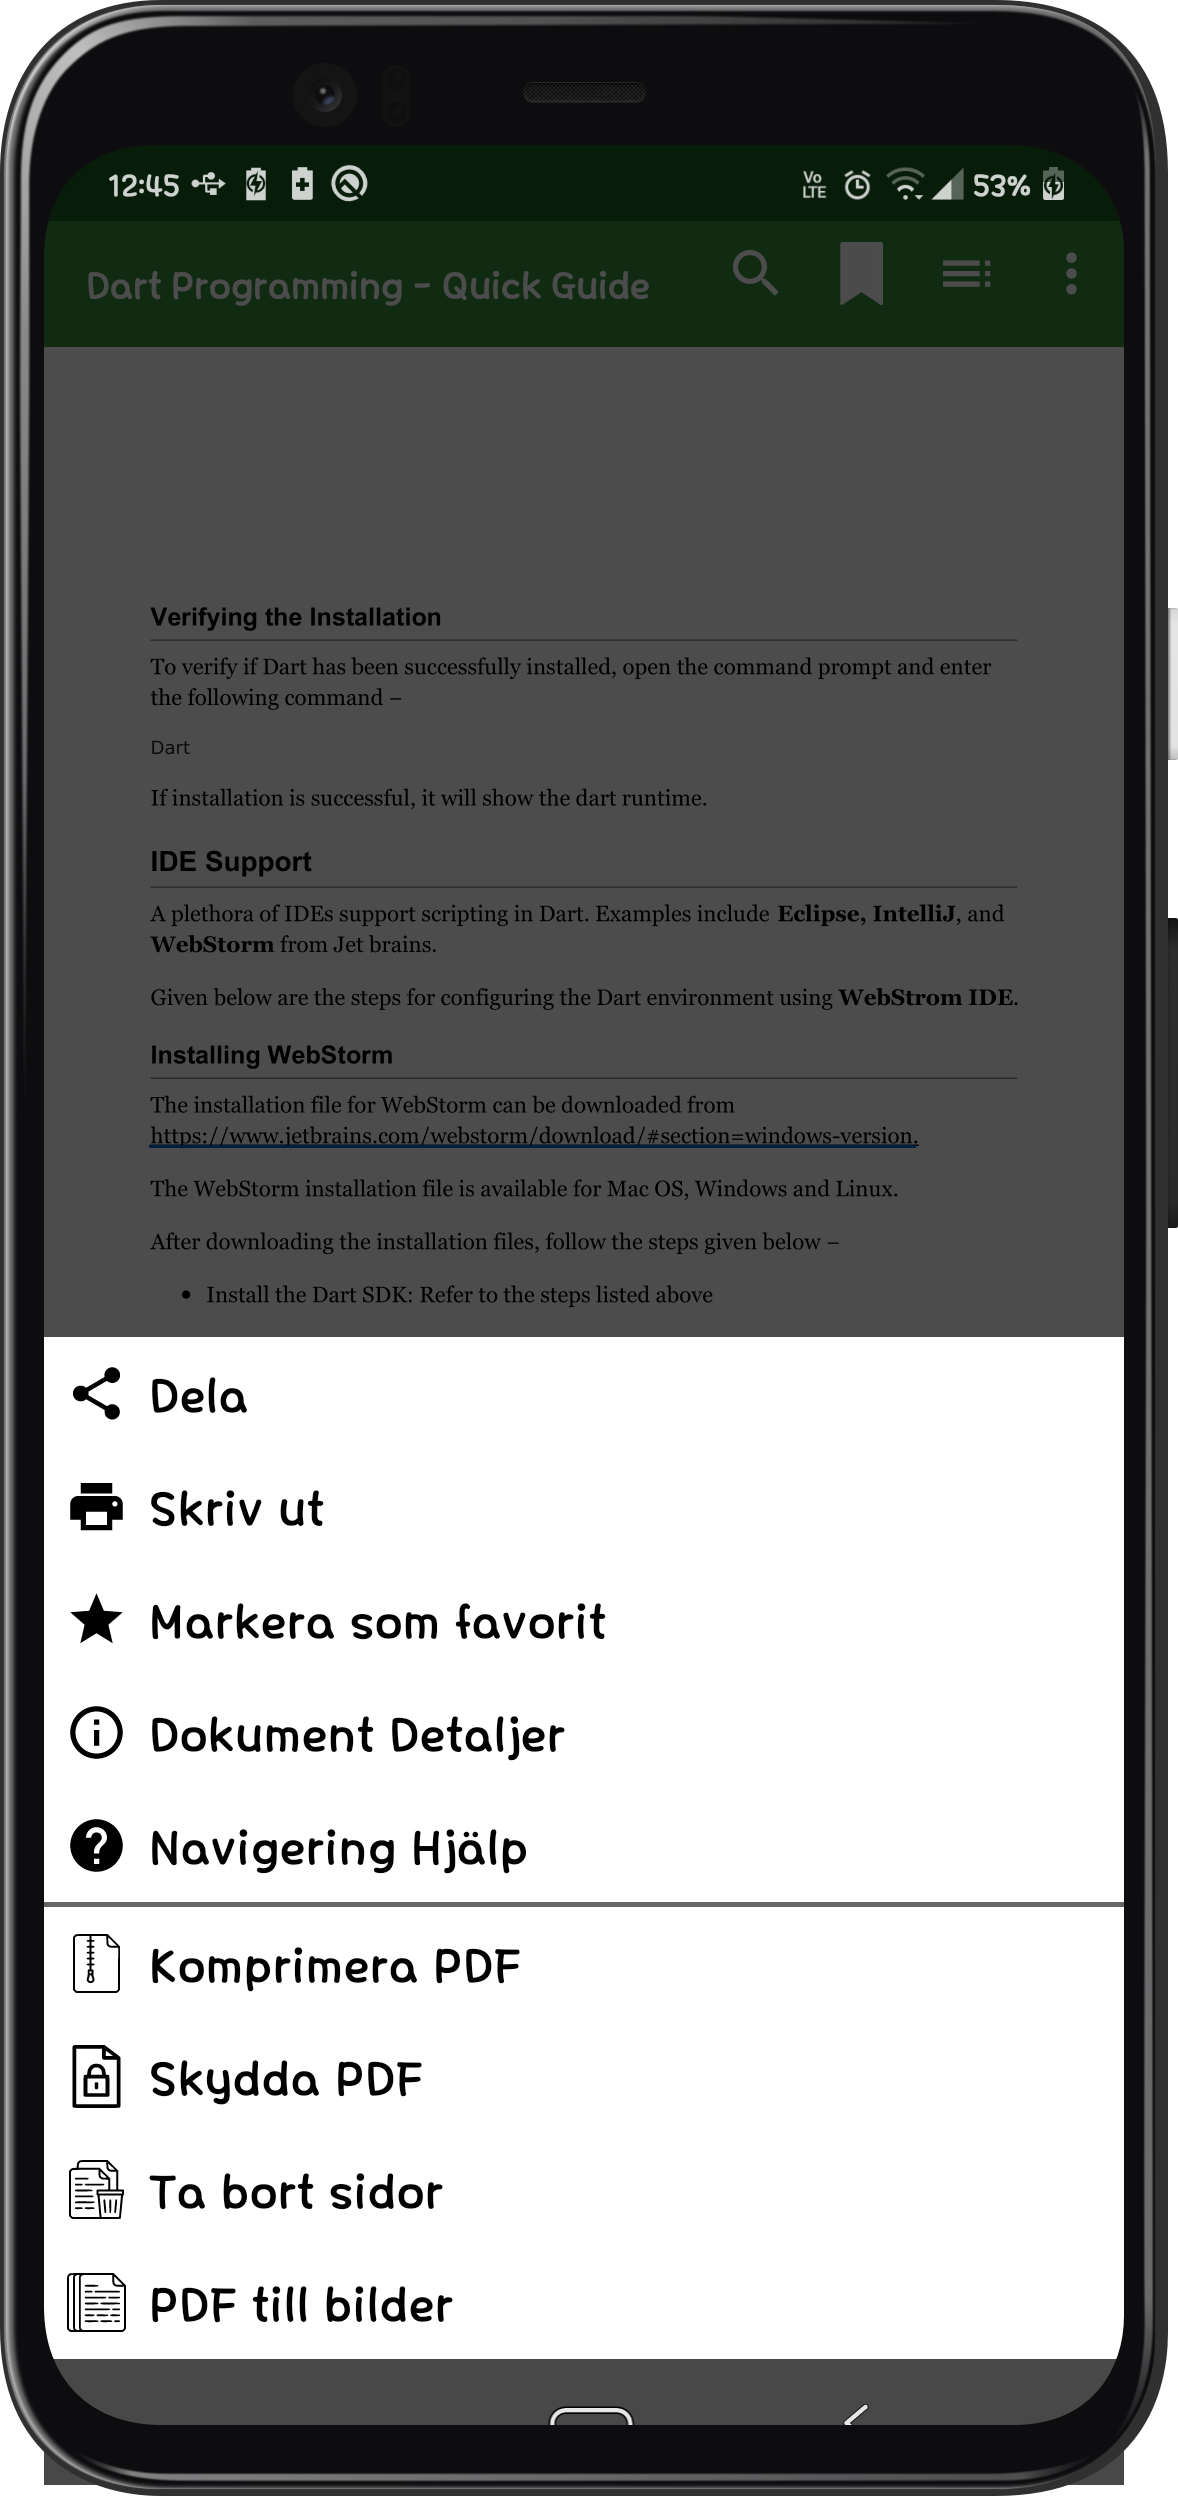 12:45
Vo
LTE
53%
Dart Programming - Quick Guide
Verifying the Installation
To verify if Dart has been successfully installed, open the command prompt and enter
the following command –
Dart
If installation is successful, it will show the dart runtime.
IDE Support
A plethora of IDEs support scripting in Dart. Examples include Eclipse, IntelliJ, and
WebStorm from Jet brains.
Given below are the steps for configuring the Dart environment using WebStrom IDE.
Installing WebStorm
The installation file for WebStorm can be downloaded from
https://www.jetbrains.com/webstorm/download/#section=windows-version.
The WebStorm installation file is available for Mac OS, Windows and Linux.
After downloading the installation files, follow the steps given below –
• Install the Dart SDK: Refer to the steps listed above
Dela
Skriv ut
Markera som favorit
Dokument Detaljer
Navigering Hjälp
Komprimera PDF
Skydda PDF
Ta bort sidor
PDF till bilder